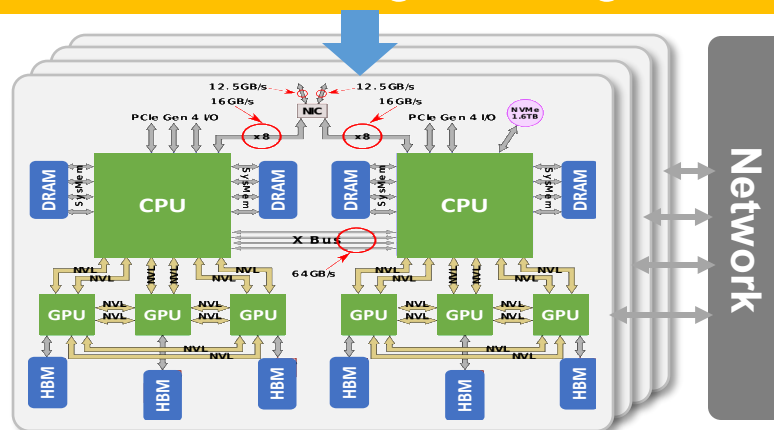 12.5GB/s
12.5GB/s
16GB/s
NIC
16GB/s
NVMe
1.6TB
PCIe Gen 4 I/O
PCIe Gen 4 I/O
x8
x8
DRAM
SysMem
CPU
SysMem
DRAM
DRAM
SysMem
CPU
SysMem
DRAM
X Bus
64GB/s
NVL
NVL
NVL
NVL
NVL
NVL
NVL
NVL
NVL
NVL
NVL
NVL
GPU
NVL
NVL
GPU
NVL
NVL
GPU
GPU
NVL
NVL
GPU
NVL
NVL
GPU
NVL
NVL
NVL
NVL
HBM
HBM
HBM
HBM
HBM
HBM
Network